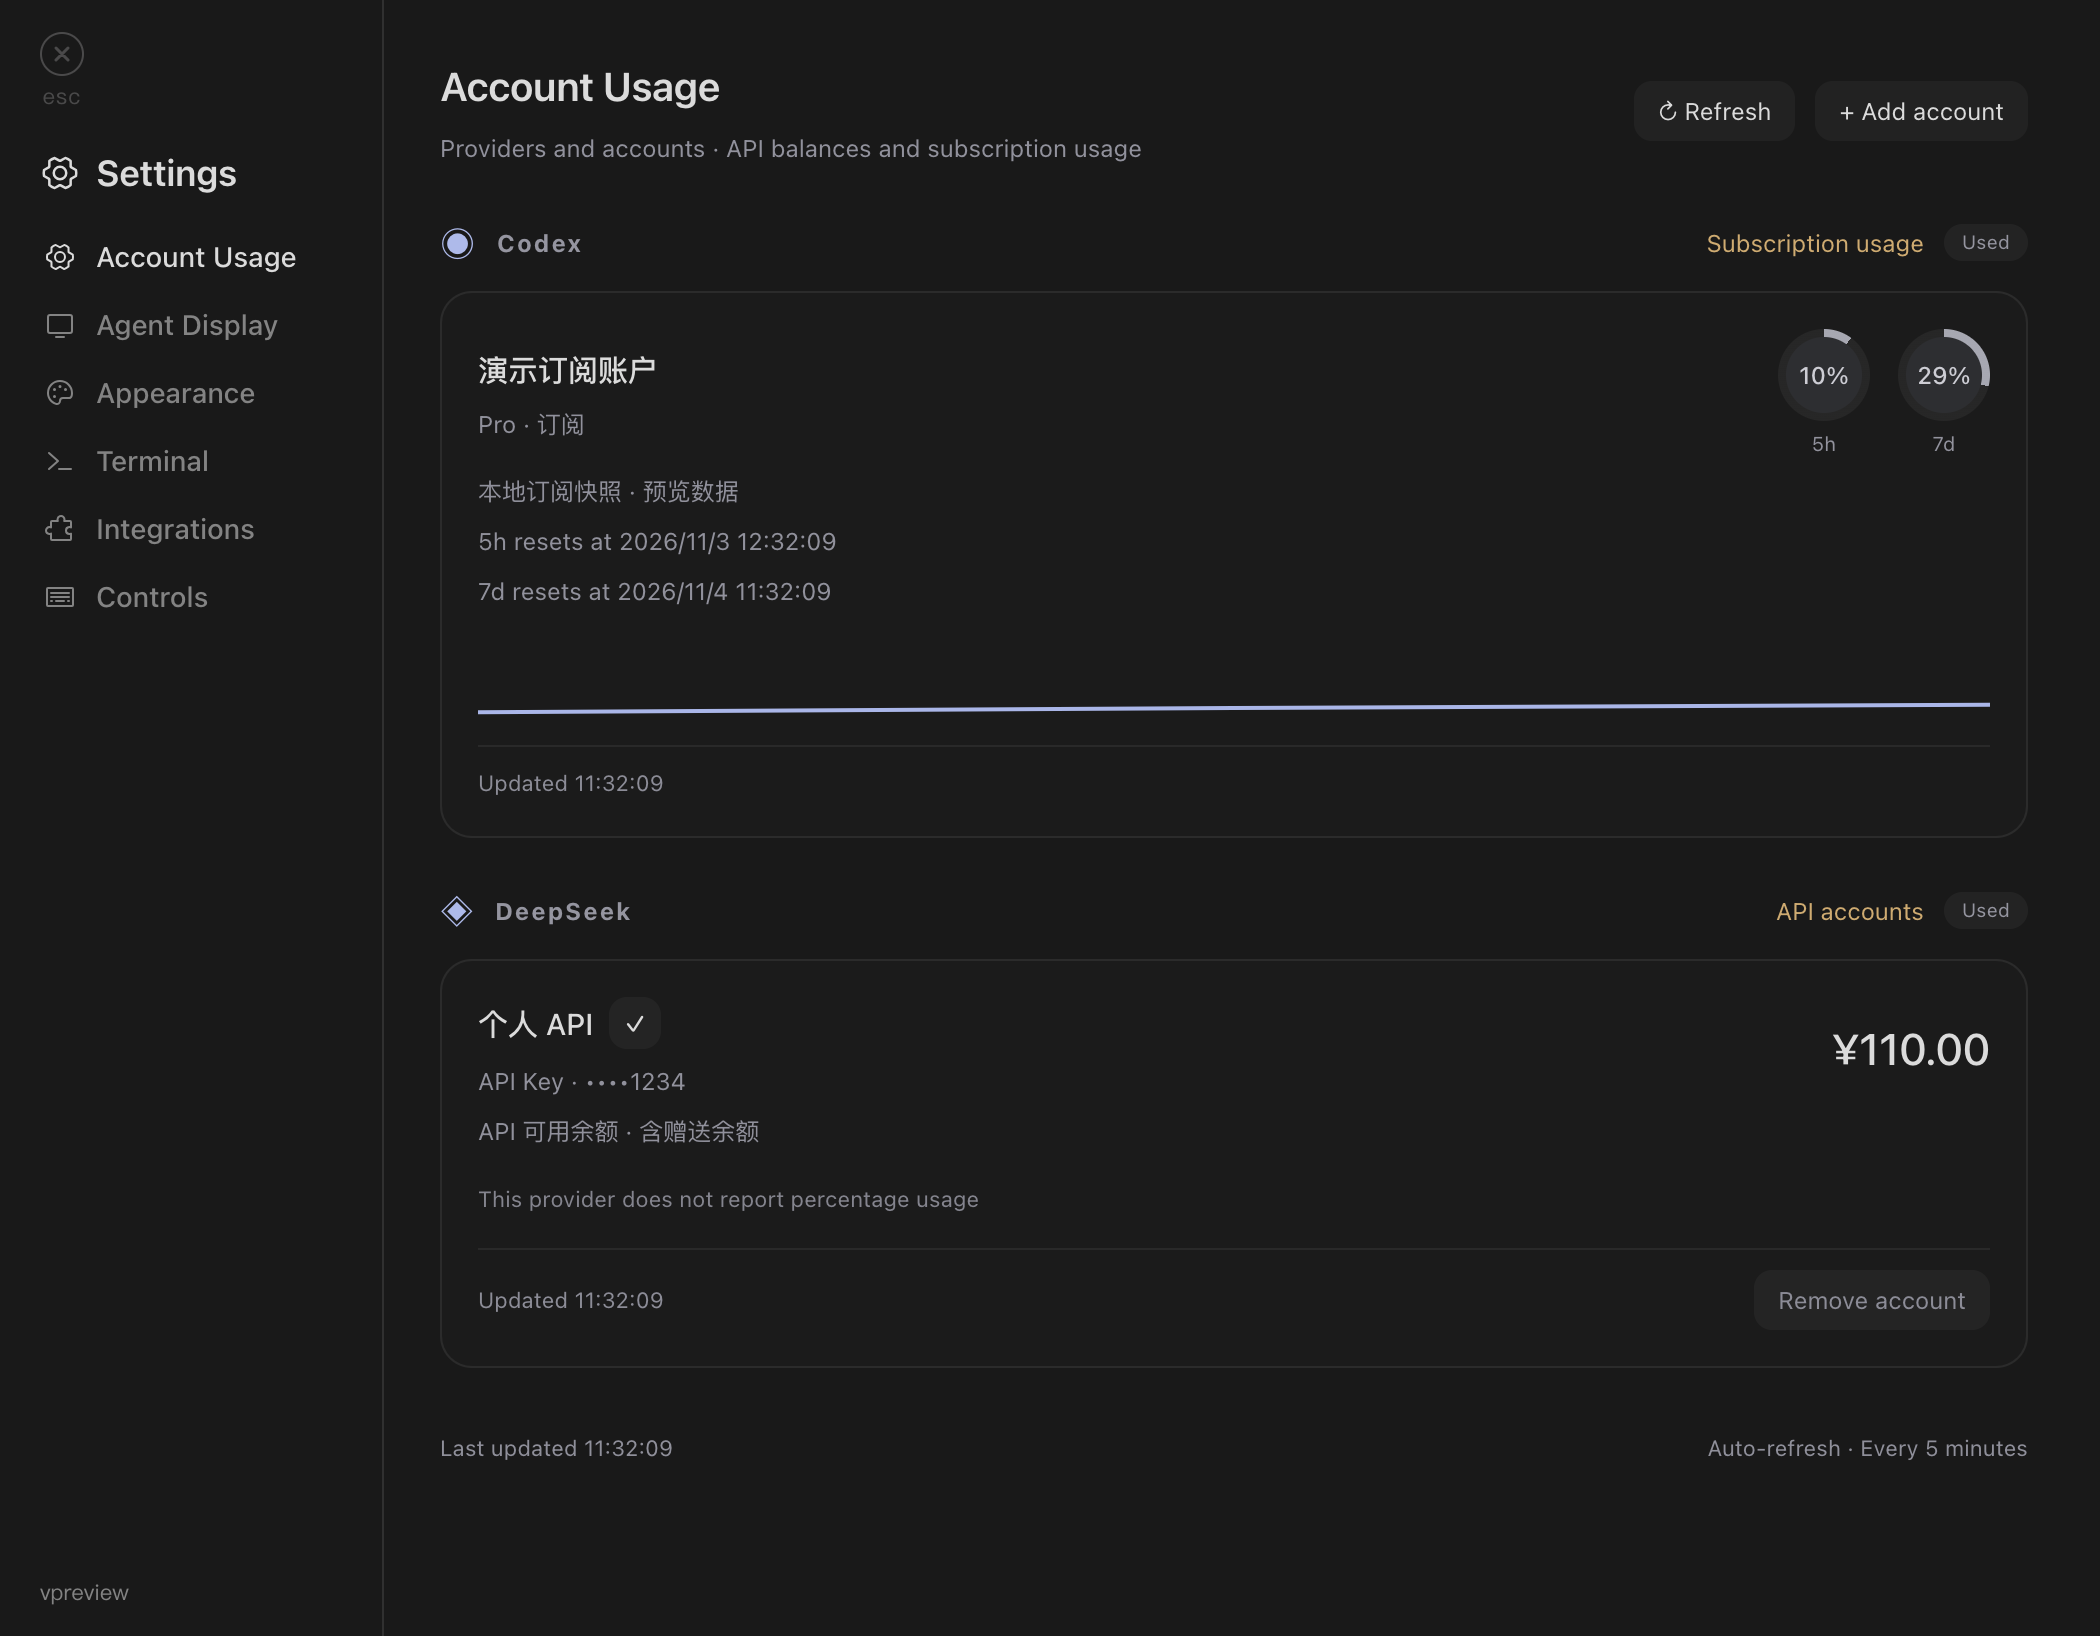 esc
Settings
Account Usage
Agent Display
Appearance
Terminal
Integrations
Controls
vpreview
Account Usage
Providers and accounts · API balances and subscription usage
Refresh
+ Add account
Codex
Subscription usage
Used
演示订阅账户
Pro · 订阅
本地订阅快照 · 预览数据
5h resets at 2026/11/3 12:32:09
7d resets at 2026/11/4 11:32:09
10%
5h
29%
7d
Updated 11:32:09
DeepSeek
API accounts
Used
个人 API
API Key · ••••1234
API 可用余额 · 含赠送余额
¥110.00
This provider does not report percentage usage
Updated 11:32:09
Remove account
Last updated 11:32:09
Auto-refresh · Every 5 minutes